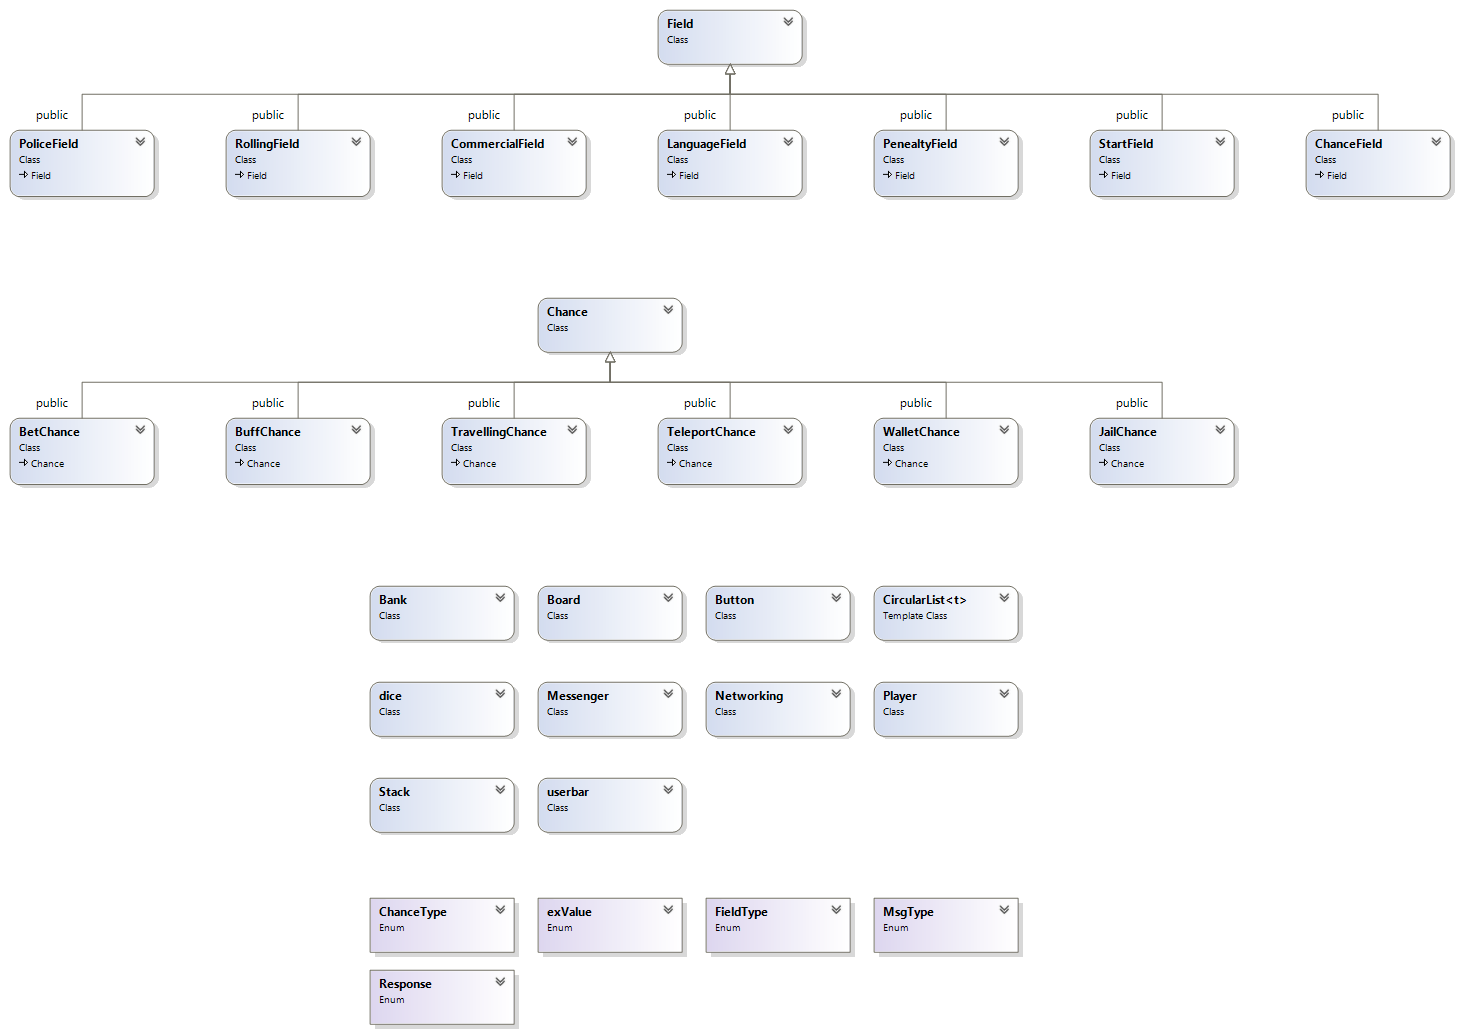 Field
Class
public
public
public
public
public
public
public
PoliceField
Class
Field
RollingField
Class
Field
CommercialField
Class
Field
LanguageField
Class
Field
PenealtyField
Class
Field
StartField
Class
Field
ChanceField
Class
Field
Chance
Class
public
public
public
public
public
public
BetChance
Class
Chance
BuffChance
Class
Chance
TravellingChance
Class
Chance
TeleportChance
Class
Chance
WalletChance
Class
Chance
JailChance
Class
Chance
Bank
Class
Board
Class
Button
Class
CircularList<t>
Template Class
dice
Class
Messenger
Class
Networking
Class
Player
Class
Stack
Class
userbar
Class
ChanceType
Enum
exValue
Enum
FieldType
Enum
MsgType
Enum
Response
Enum